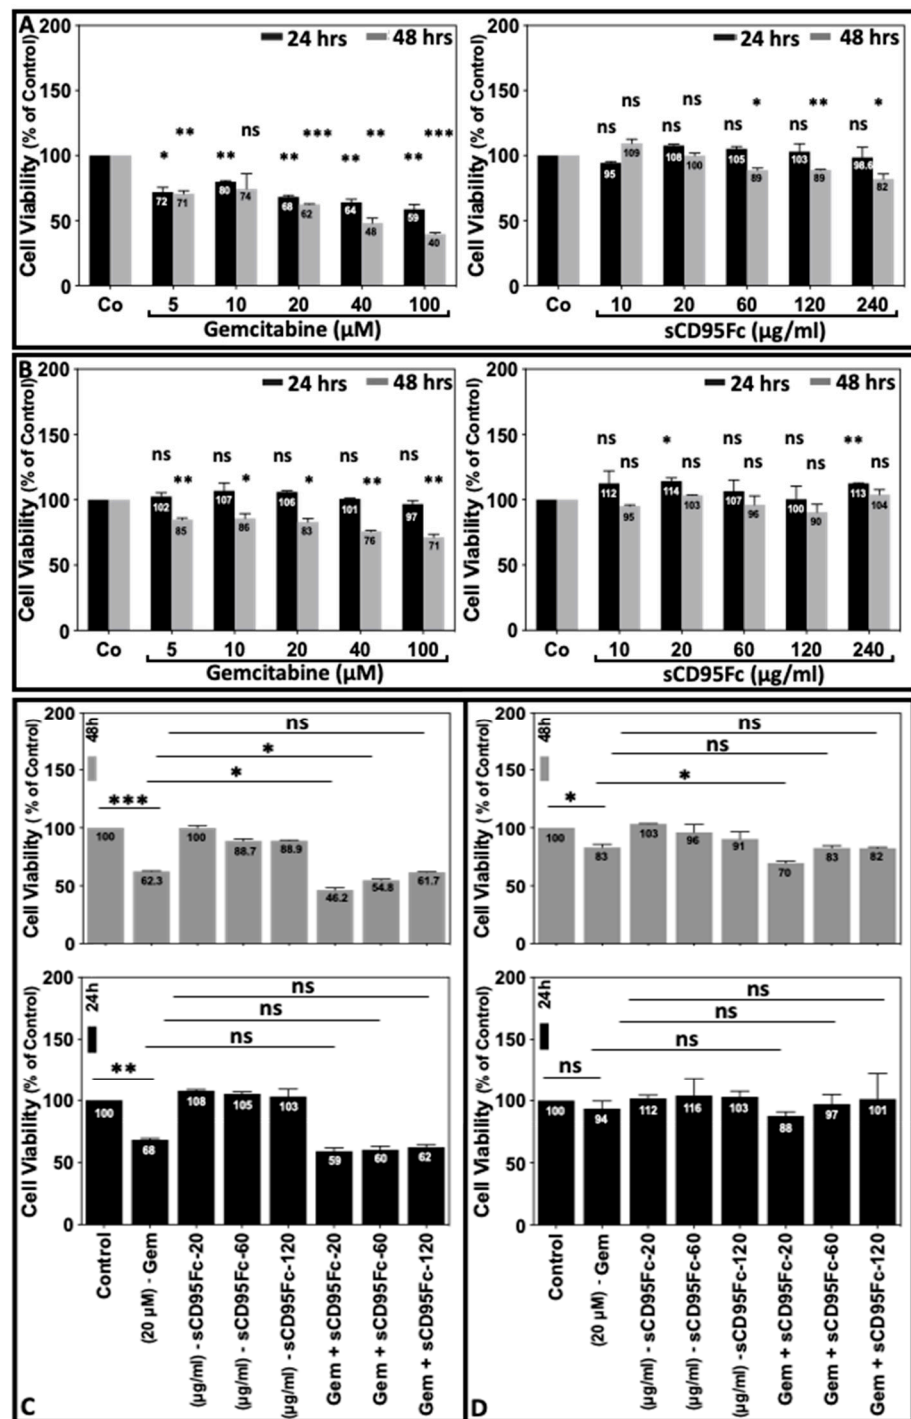 A
Cell Viability (% of Control)
200
150
100
50
0
24 hrs 48 hrs
* ** ** ns ** *** ** ** ** ***
72 71 80 74 68 62 64 48 59 40
Co 5 10 20 40 100
Gemcitabine (µM)
Cell Viability (% of Control)
200
150
100
50
0
24 hrs 48 hrs
ns ns ns ns ns * ns ** ns *
95 109 108 100 105 89 103 89 98.6 82
Co 10 20 60 120 240
sCD95Fc (µg/ml)
B
Cell Viability (% of Control)
200
150
100
50
0
24 hrs 48 hrs
ns ** ns * ns * ns ** ns **
102 85 107 86 106 83 101 76 97 71
Co 5 10 20 40 100
Gemcitabine (µM)
Cell Viability (% of Control)
200
150
100
50
0
24 hrs 48 hrs
ns ns * ns ns ns ns ns ** ns
112 95 114 103 107 96 100 90 113 104
Co 10 20 60 120 240
sCD95Fc (µg/ml)
Cell Viability ( % of Control)
200
150
100
50
0
48h
ns
*
*
***
100 62.3 100 88.7 88.9 46.2 54.8 61.7
Cell Viability (% of Control)
200
150
100
50
0
24h
ns
ns
ns
**
100 68 108 105 103 59 60 62
Control
(20 µM) - Gem
(µg/ml) - sCD95Fc-20
(µg/ml) - sCD95Fc-60
(µg/ml) - sCD95Fc-120
Gem + sCD95Fc-20
Gem + sCD95Fc-60
Gem + sCD95Fc-120
C
Cell Viability ( % of Control)
200
150
100
50
0
48h
ns
ns
*
*
100 83 103 96 91 70 83 82
Cell Viability (% of Control)
200
150
100
50
0
24h
ns
ns
ns
ns
100 94 112 116 103 88 97 101
Control
(20 µM) - Gem
(µg/ml) - sCD95Fc-20
(µg/ml) - sCD95Fc-60
(µg/ml) - sCD95Fc-120
Gem + sCD95Fc-20
Gem + sCD95Fc-60
Gem + sCD95Fc-120
D